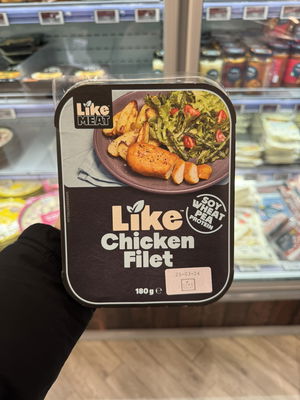 Like
MEAT
SOY
WHEAT
PEA
PROTEIN
Like
Chicken
Filet
180g e